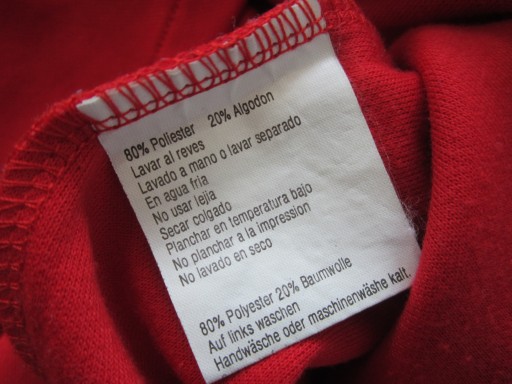 80% Poliester 20% Algodon
Lavar al reves
Lavado a mano o lavar separado
En agua fria
No usar lejia
Secar colgado
Planchar en temperatura bajo
No planchar a la impression
No lavado en seco
80% Polyester 20% Baumwolle
Auf links waschen
Handwäsche oder maschinenwäshe kalt.